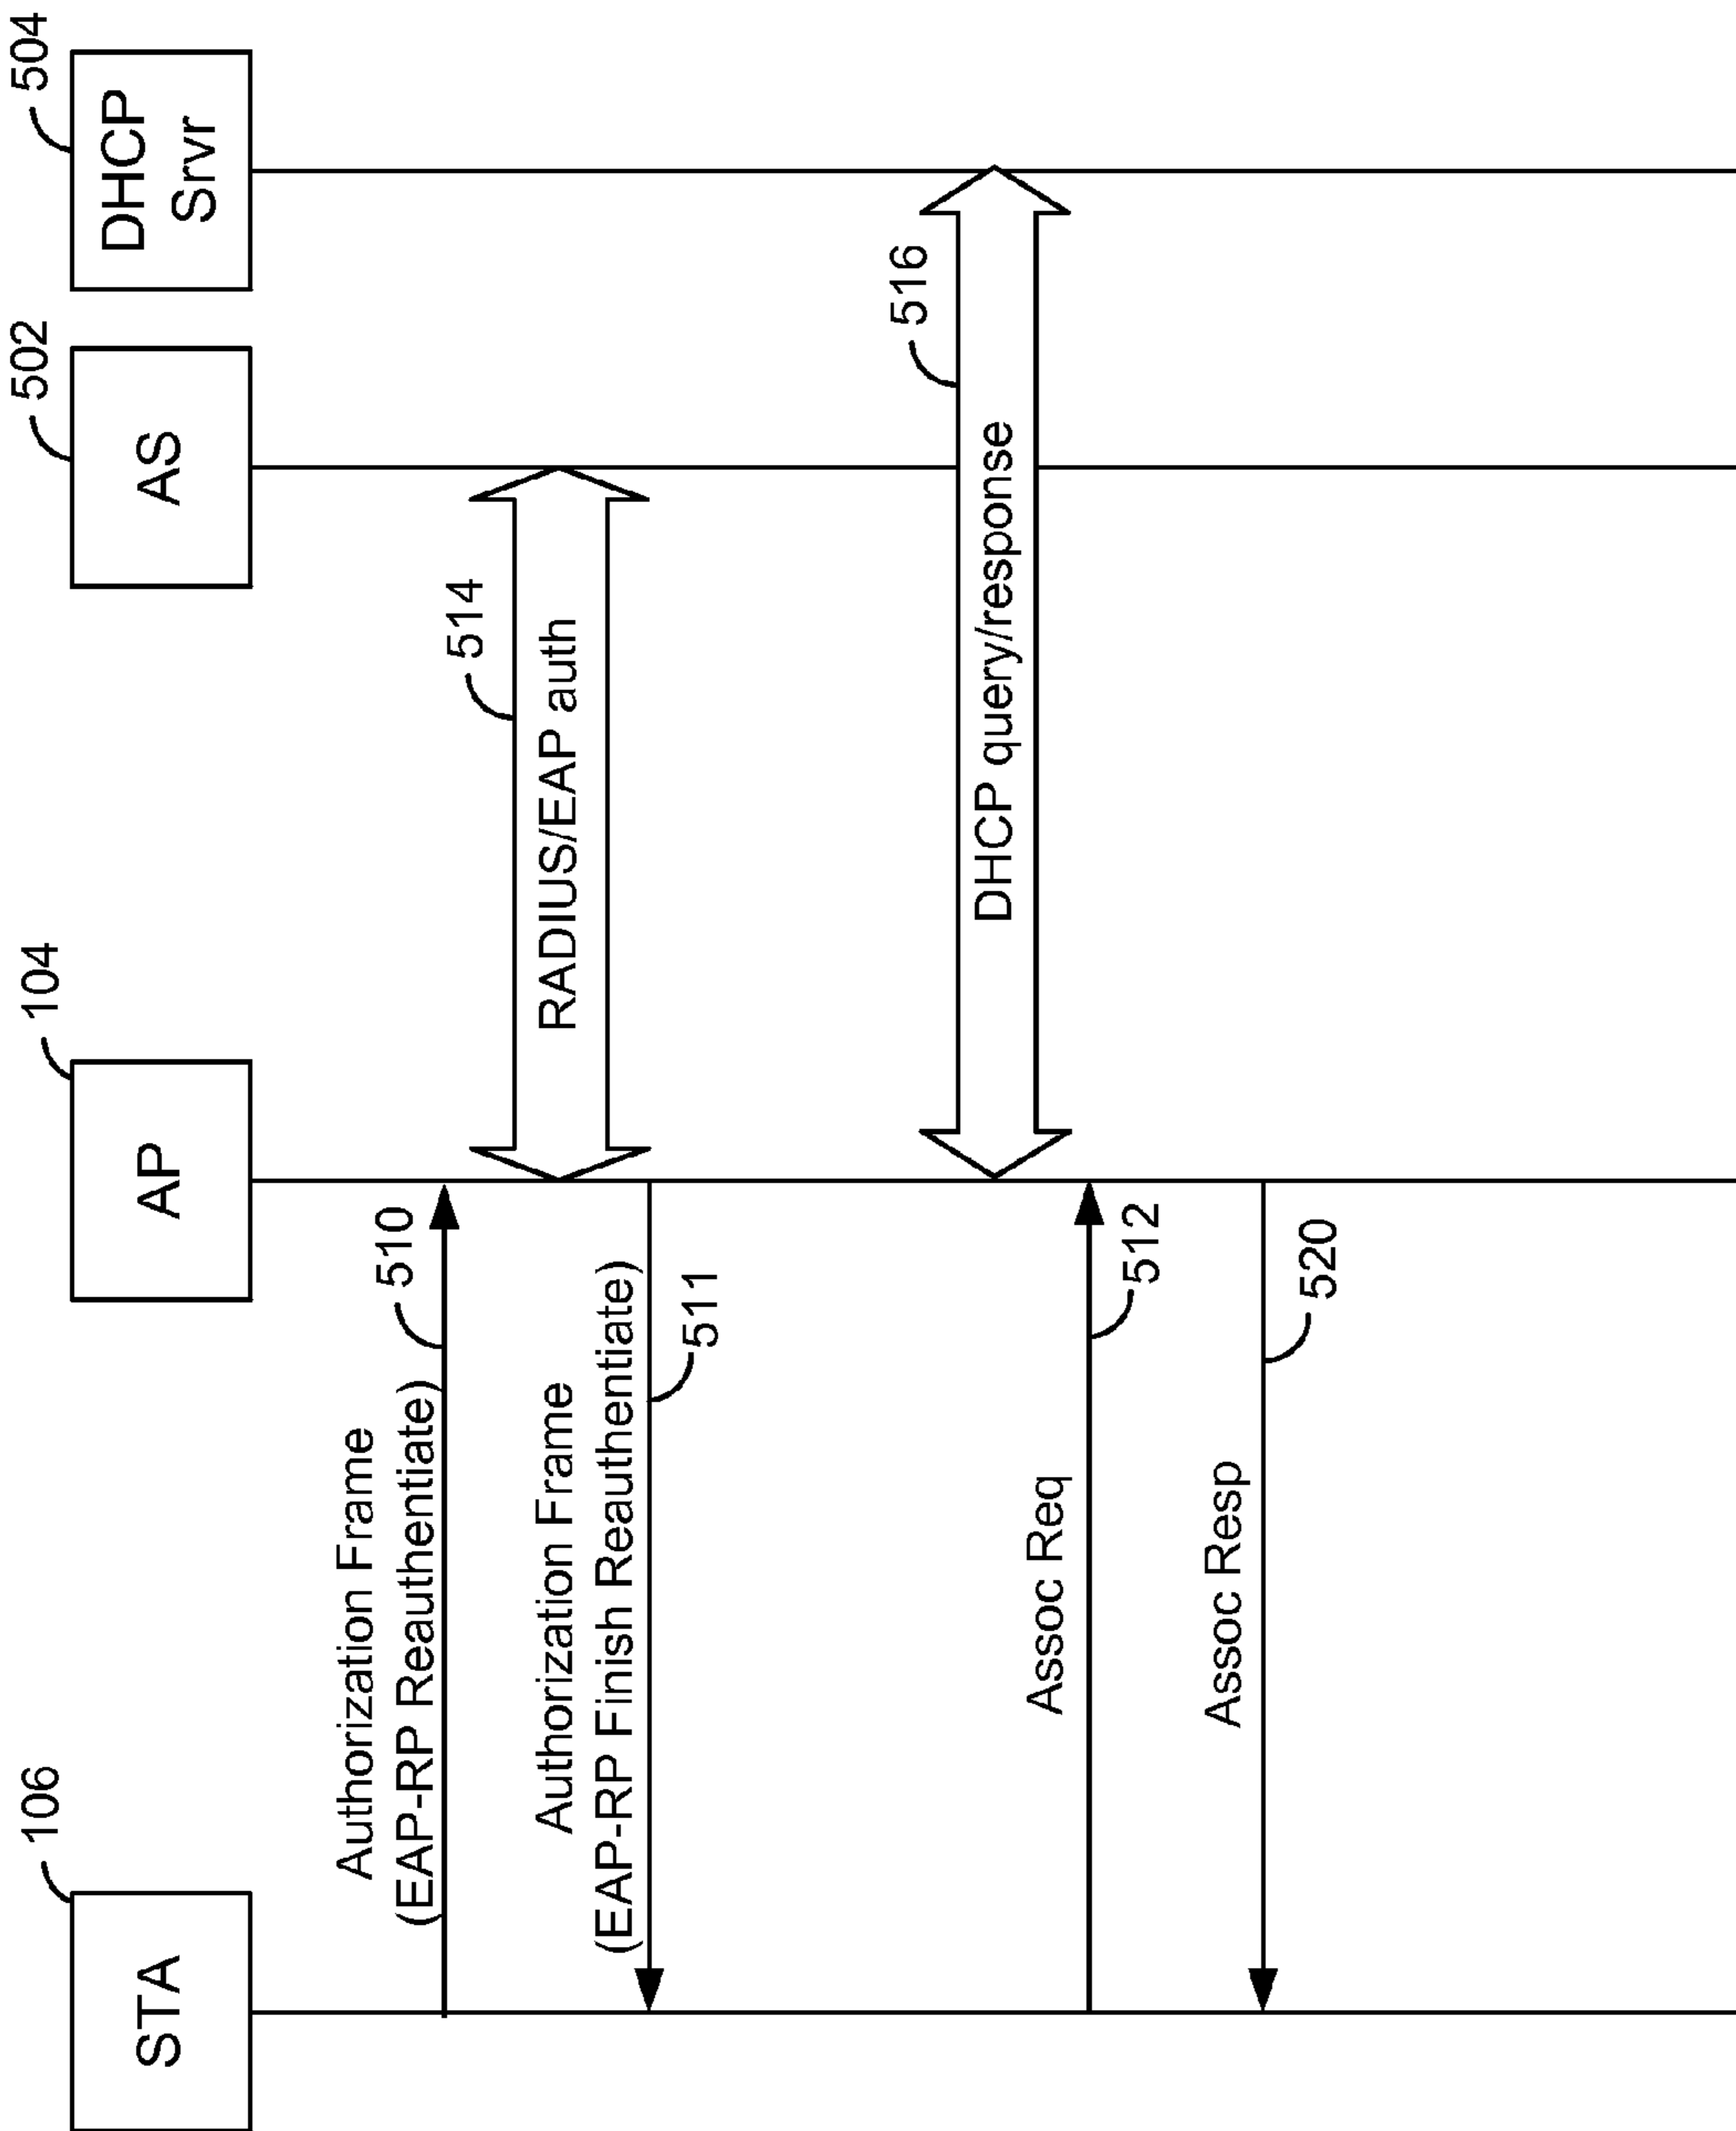 106
STA
104
AP
502
AS
504
DHCP
Srvr
Authorization Frame
(EAP-RP Reauthentiate)
510
514
RADIUS/EAP auth
Authorization Frame
(EAP-RP Finish Reauthentiate)
511
516
DHCP query/response
Assoc Req
512
Assoc Resp
520